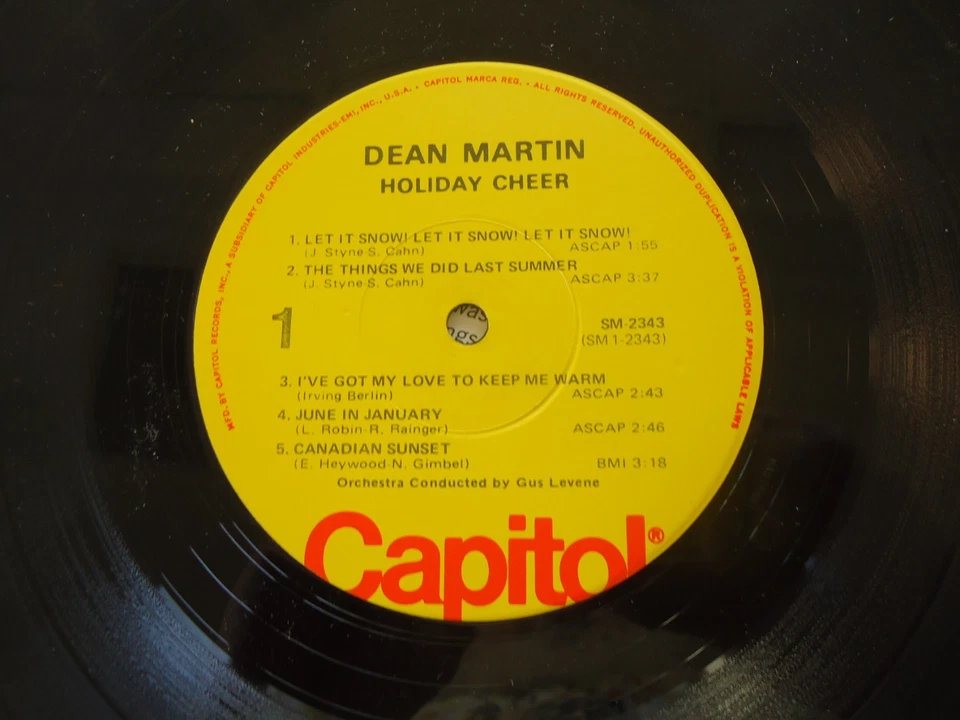 MFD. BY CAPITOL RECORDS, INC., A SUBSIDIARY OF CAPITOL INDUSTRIES-EMI, INC., U.S.A. • CAPITOL MARCA REG. • ALL RIGHTS RESERVED. UNAUTHORIZED DUPLICATION IS A VIOLATION OF APPLICABLE LAWS
DEAN MARTIN
HOLIDAY CHEER
1. LET IT SNOW! LET IT SNOW! LET IT SNOW!
(J. Styne-S. Cahn) ASCAP 1:55
2. THE THINGS WE DID LAST SUMMER
(J. Styne-S. Cahn) ASCAP 3:37
1
SM-2343
(SM1-2343)
3. I'VE GOT MY LOVE TO KEEP ME WARM
(Irving Berlin) ASCAP 2:43
4. JUNE IN JANUARY
(L. Robin-R. Rainger) ASCAP 2:46
5. CANADIAN SUNSET
(E. Heywood-N. Gimbel) BMI 3:18
Orchestra Conducted by Gus Levene
Capitol®